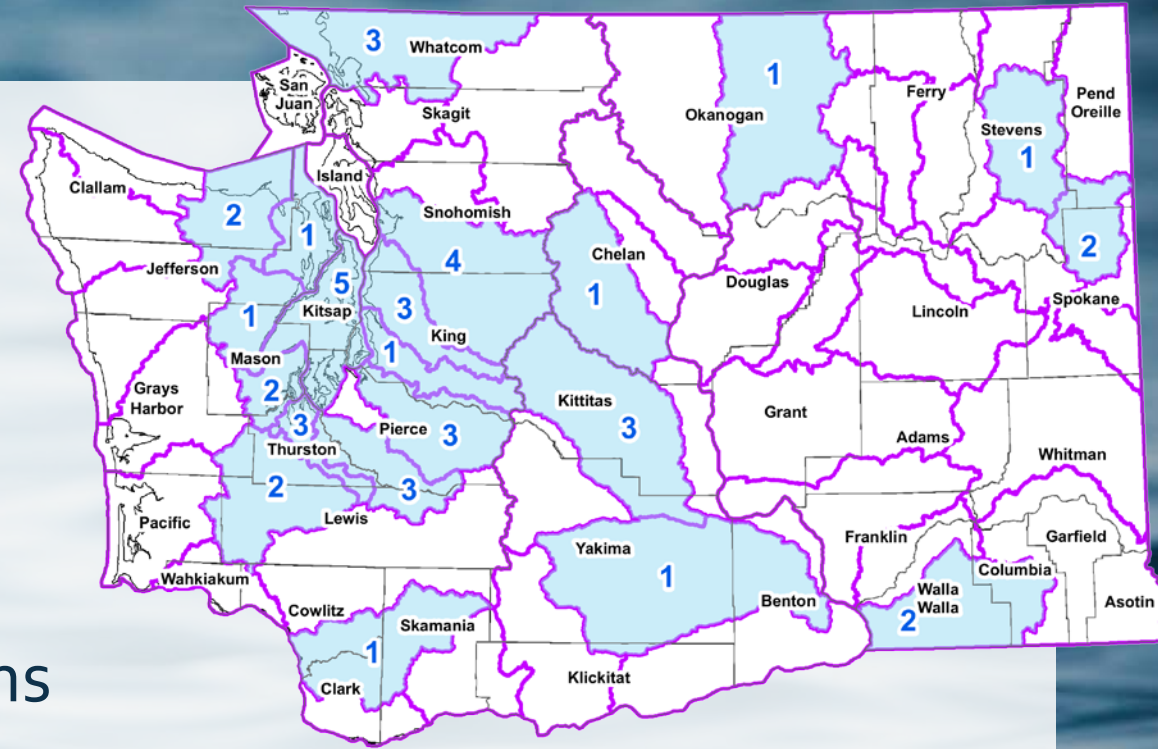 3
Whatcom
San
Juan
Skagit
Okanogan
1
Ferry
Pend
Oreille
Stevens
1
Clallam
Island
2
1
Snohomish
4
Chelan
1
2
Jefferson
5
Kitsap
Douglas
Lincoln
Spokane
1
3
King
Mason
1
2
Grays
Harbor
3
Pierce
3
Kittitas
3
Grant
Adams
Whitman
Thurston
2
3
Lewis
Pacific
Franklin
Garfield
Yakima
1
Columbia
Wahkiakum
Walla
Walla
2
Benton
Asotin
Cowlitz
Skamania
1
Clark
Klickitat